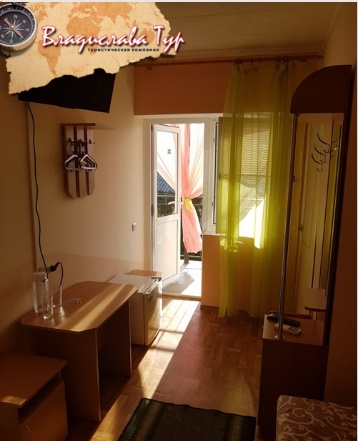 Владислава Тур
туристическая компания